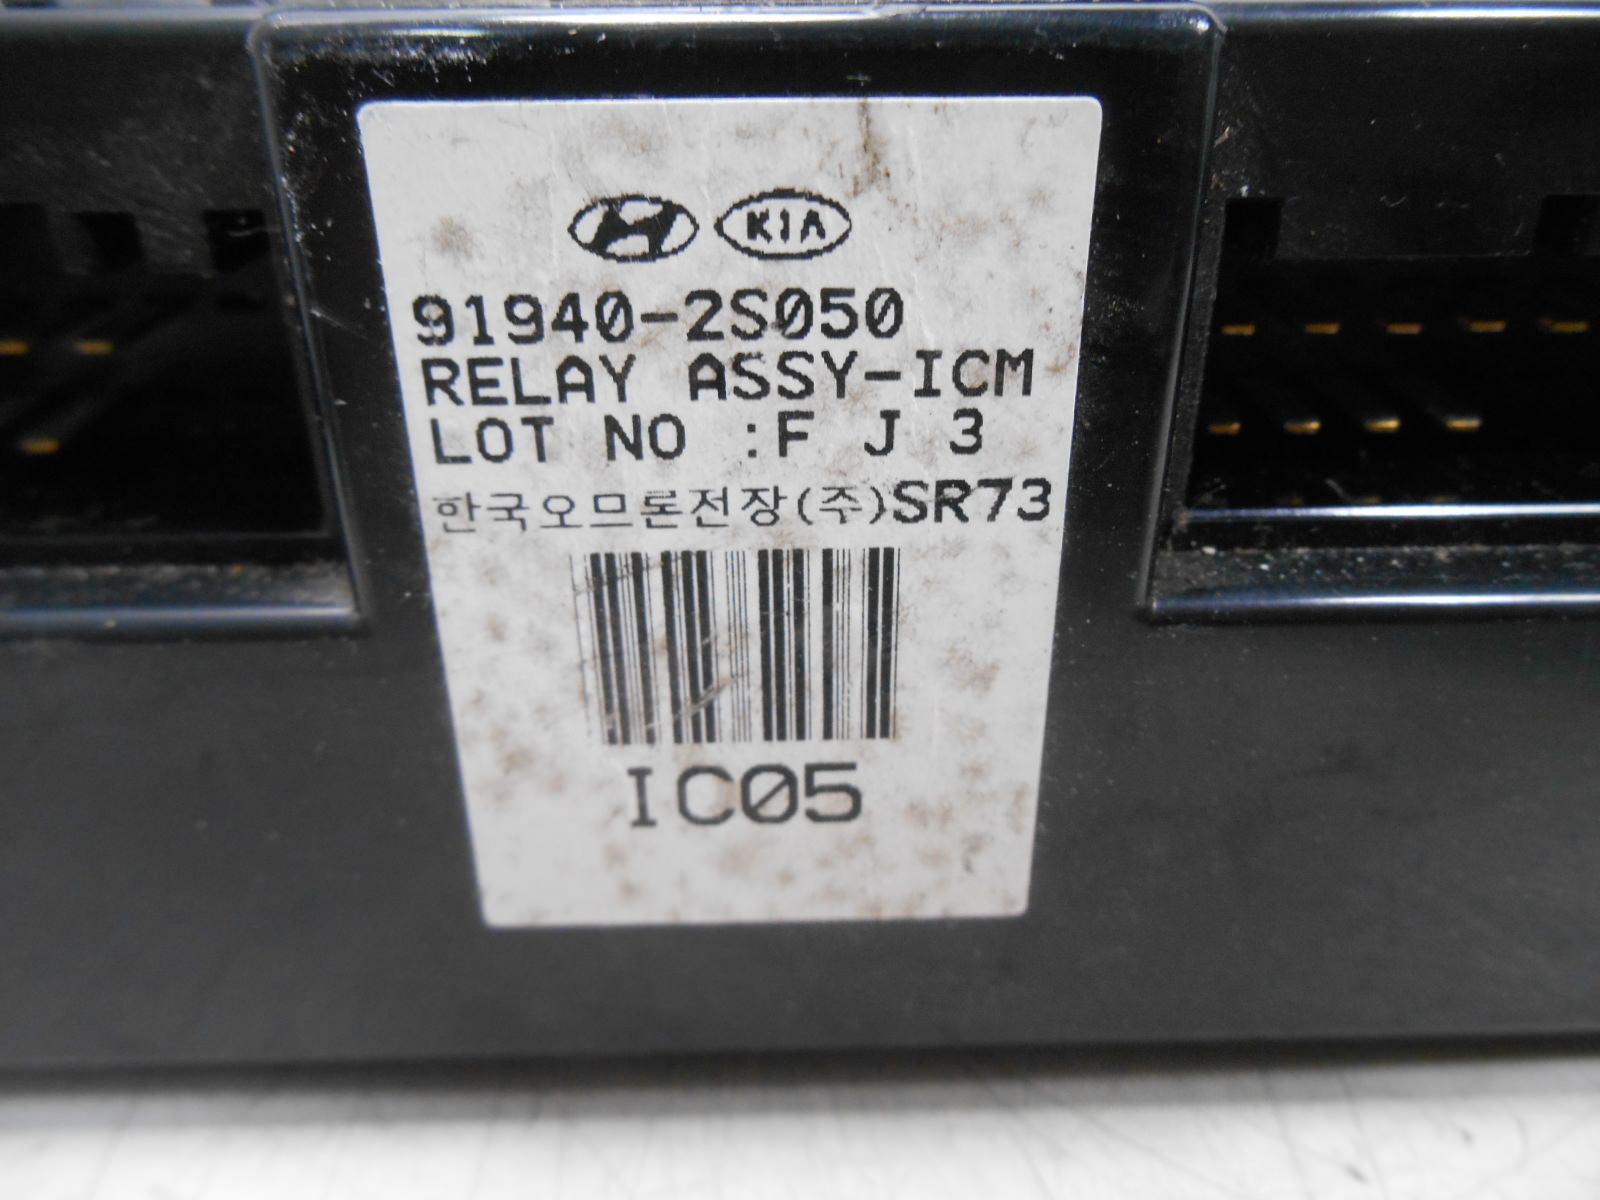 KIA
91940-2S050
RELAY ASSY-ICM
LOT NO :F J 3
한국오므론전장(주)SR73
IC05